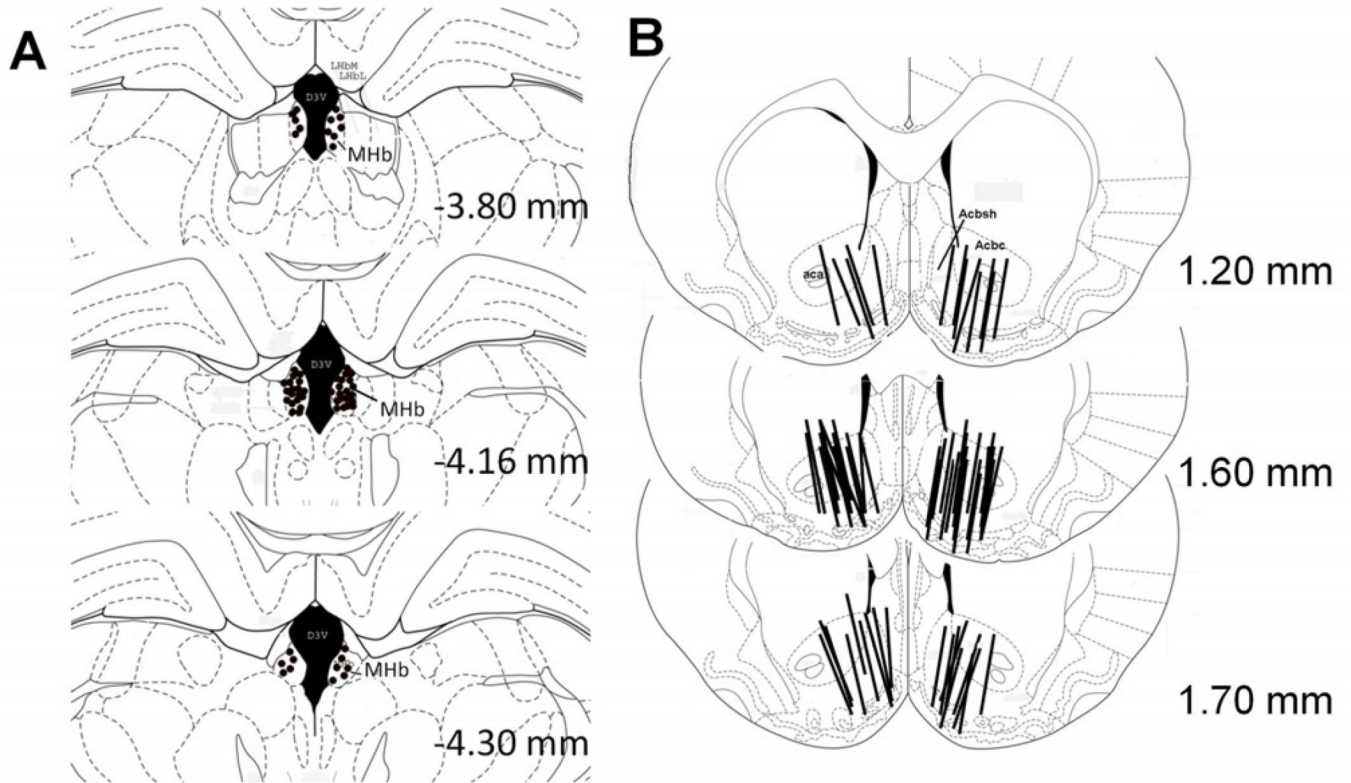 A
LHbM
LHbL
D3V
MHb
-3.80 mm
D3V
MHb
-4.16 mm
D3V
MHb
-4.30 mm
B
Acbsh
Acbc
aca
1.20 mm
1.60 mm
1.70 mm